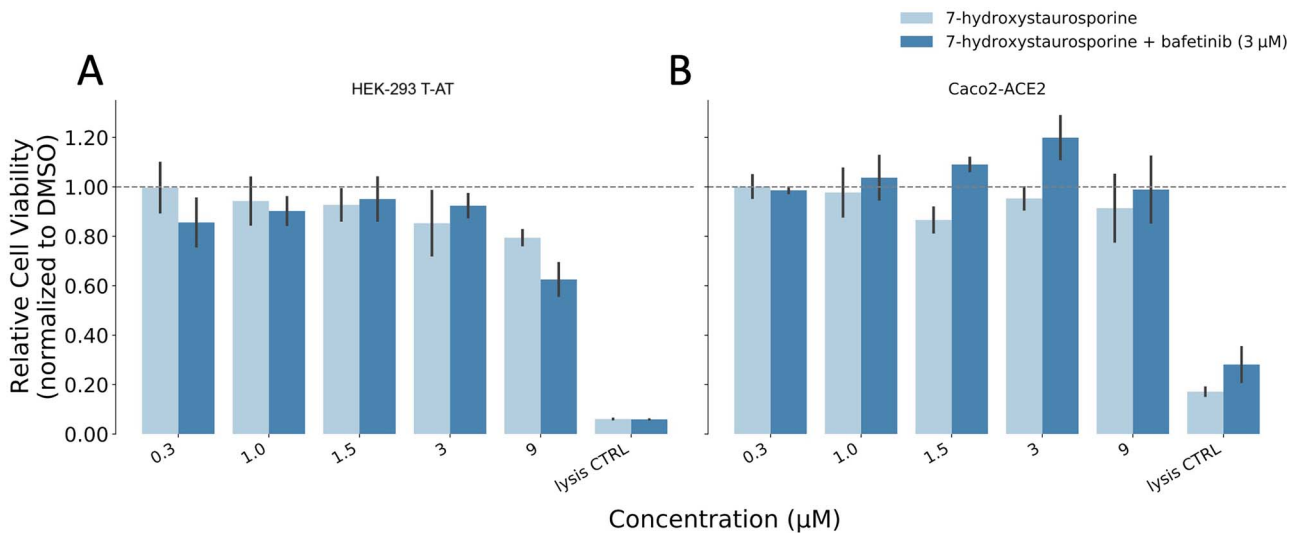 7-hydroxystaurosporine
7-hydroxystaurosporine + bafetinib (3 μM)
A
B
HEK-293 T-AT
Caco2-ACE2
Relative Cell Viability
(normalized to DMSO)
1.20
1.00
0.80
0.60
0.40
0.20
0.00
0.3
1.0
1.5
3
9
lysis CTRL
0.3
1.0
1.5
3
9
lysis CTRL
Concentration (μM)